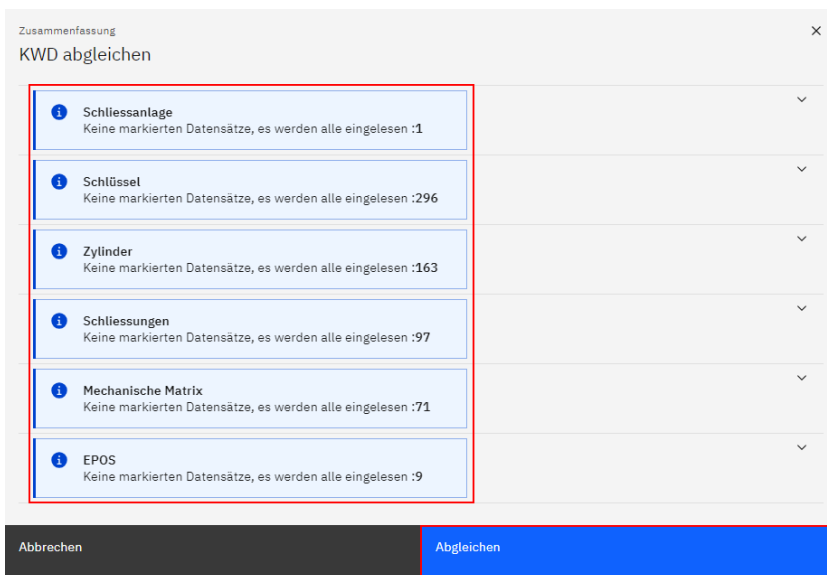 Zusammenfassung
KWD abgleichen
Schliessanlage
Keine markierten Datensätze, es werden alle eingelesen :1
Schlüssel
Keine markierten Datensätze, es werden alle eingelesen :296
Zylinder
Keine markierten Datensätze, es werden alle eingelesen :163
Schliessungen
Keine markierten Datensätze, es werden alle eingelesen :97
Mechanische Matrix
Keine markierten Datensätze, es werden alle eingelesen :71
EPOS
Keine markierten Datensätze, es werden alle eingelesen :9
Abbrechen
Abgleichen